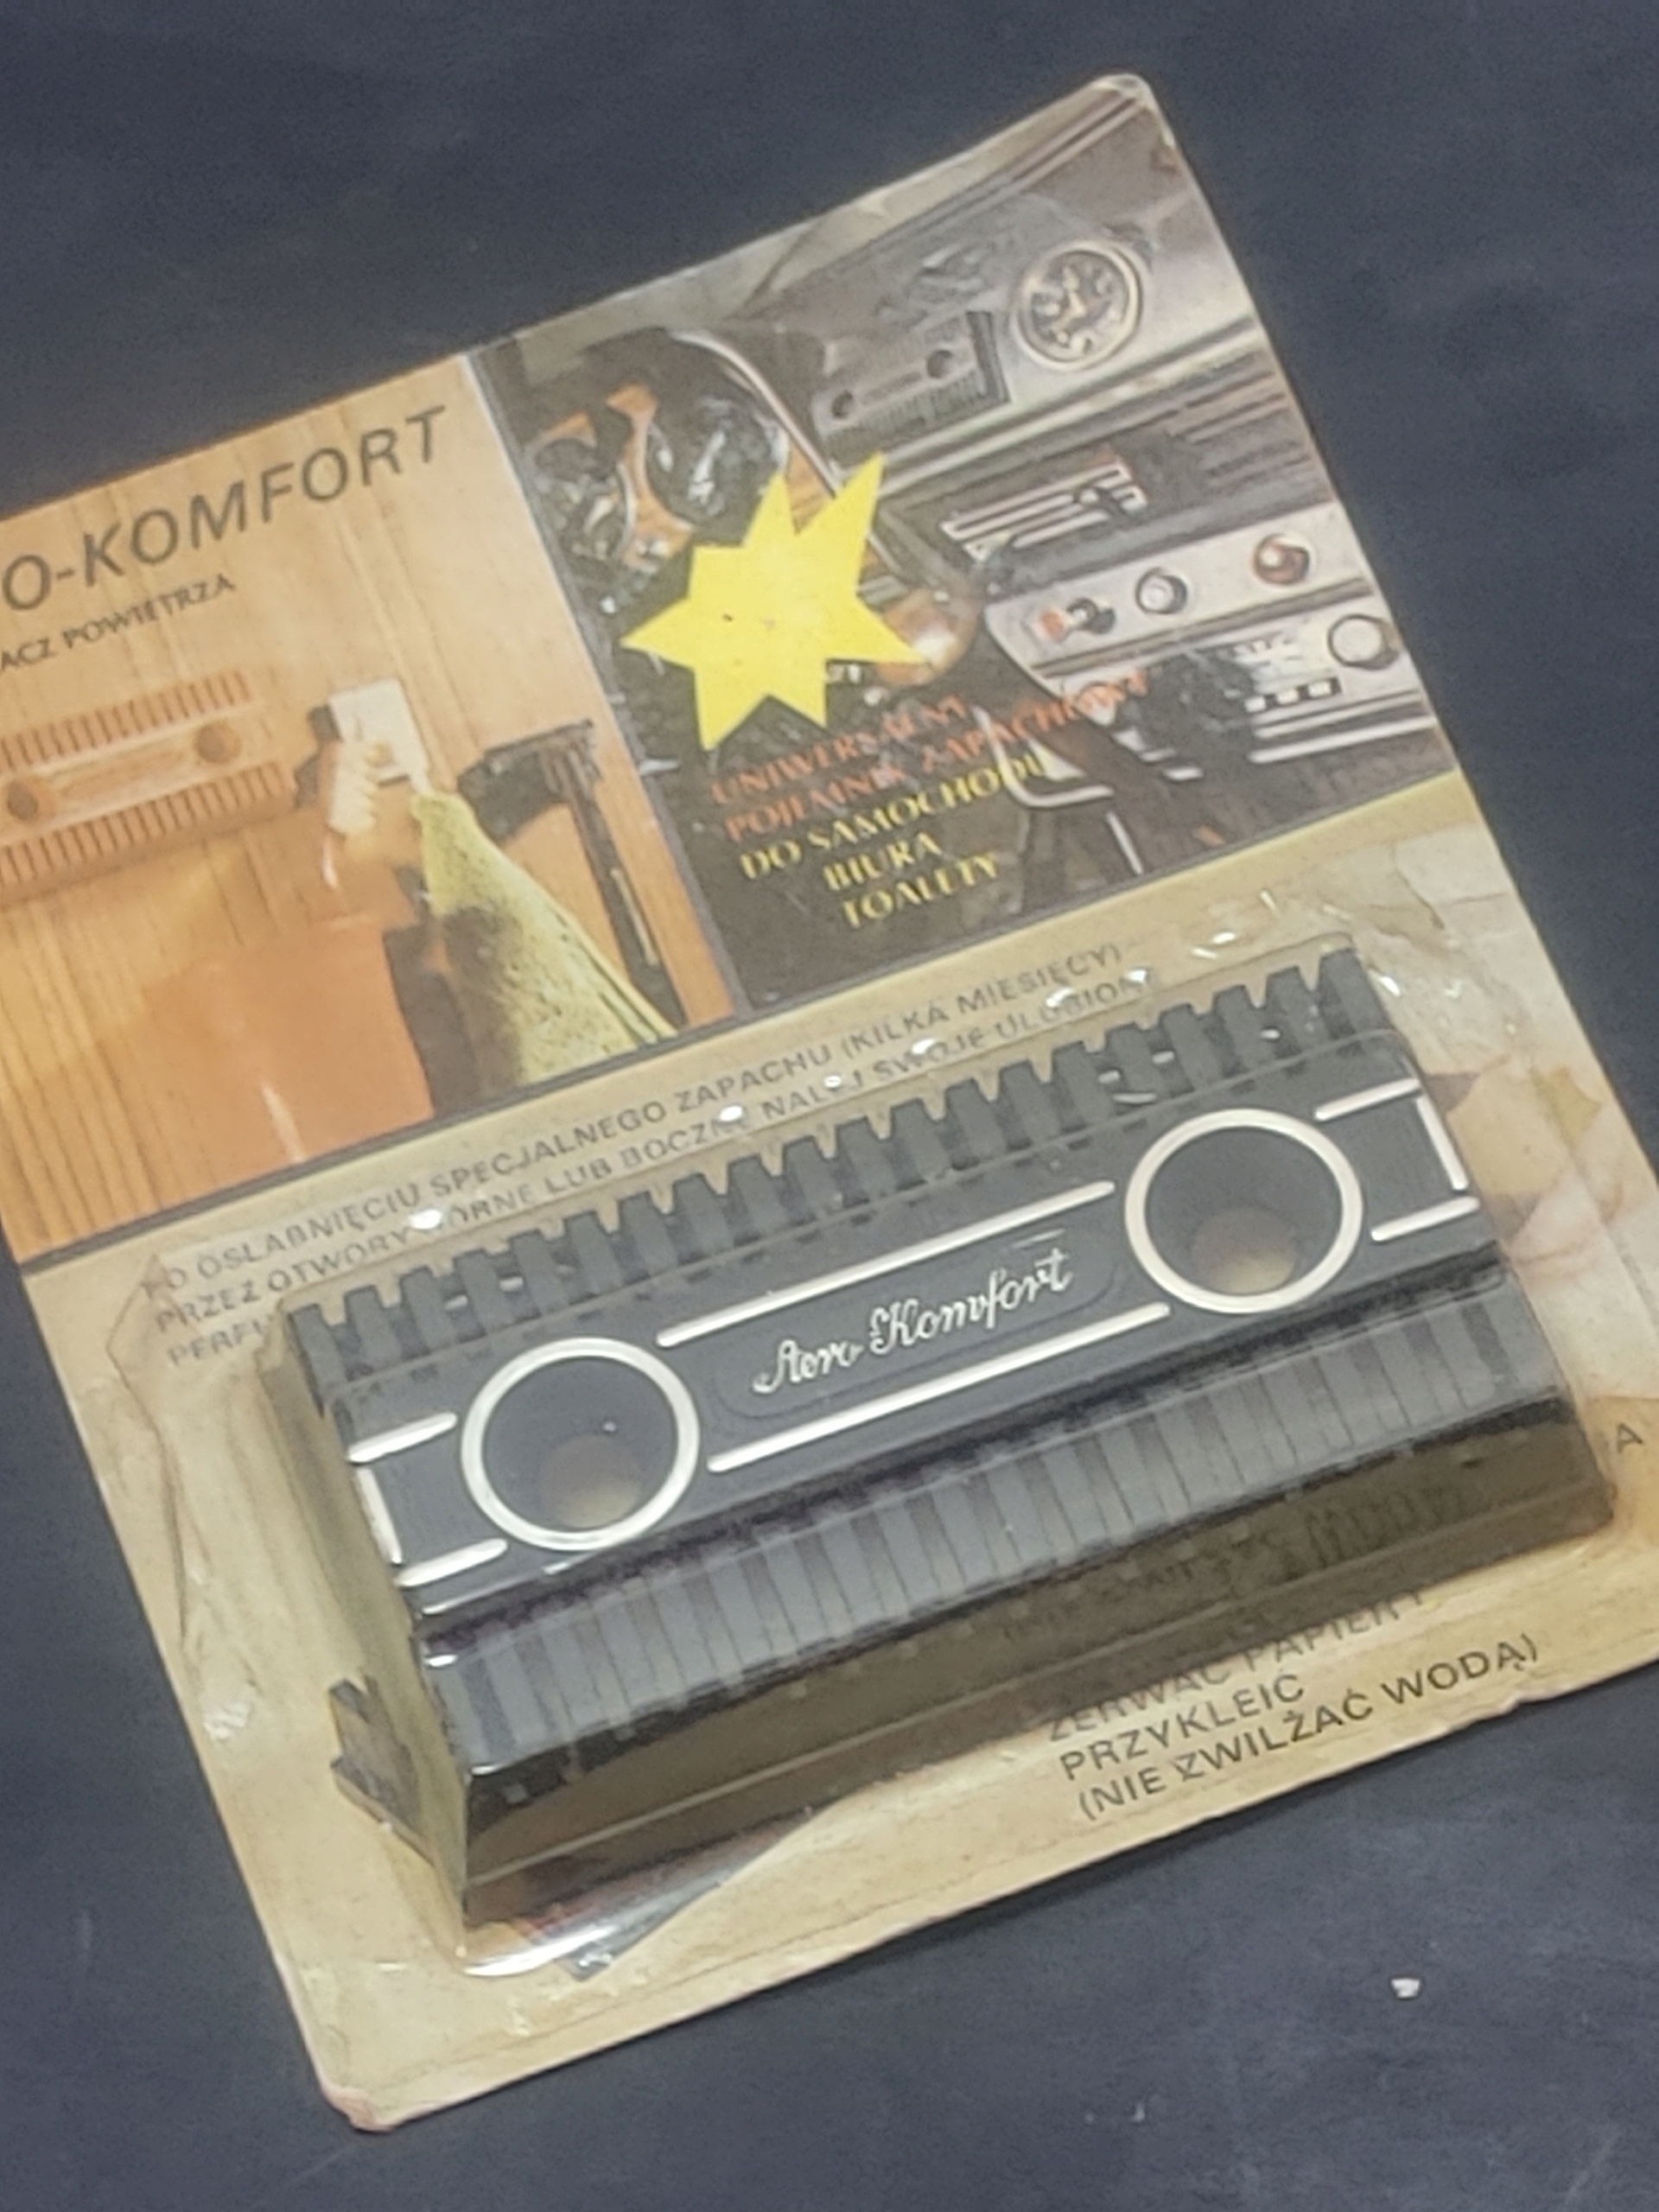 O-KOMFORT
ACZ POWIETRZA
UNIWERSALNY
POJEMNIK ZAPACHOWY
DO SAMOCHODU
BIURA
TOALETY
PO OSŁABNIĘCIU SPECJALNEGO ZAPACHU (KILKA MIESIĘCY)
PRZEZ OTWORY GÓRNE LUB BOCZNE NALEJ SWOJE ULUBIONE
PERFU
Aero Komfort
A
ZERWAĆ PAPIER I
PRZYKLEIĆ
(NIE ZWILŻAĆ WODĄ)